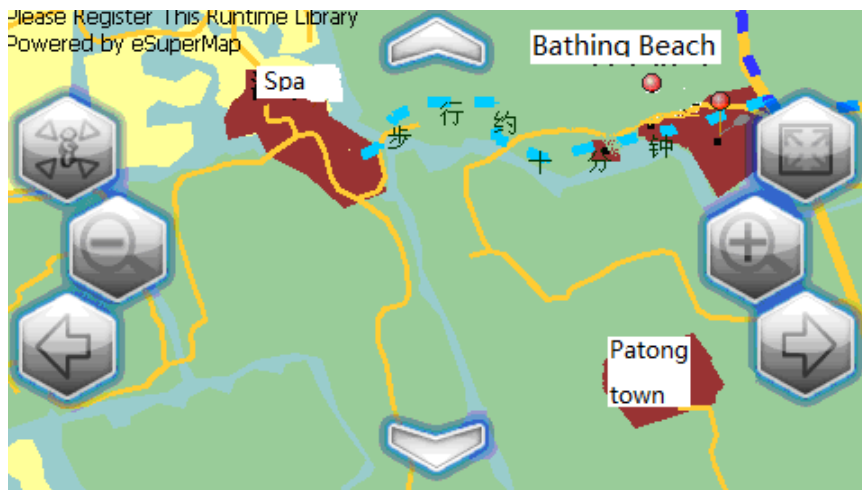 Please Register This Runtime Library
Powered by eSuperMap
Bathing Beach
Spa
步行约十分钟
Patong
town